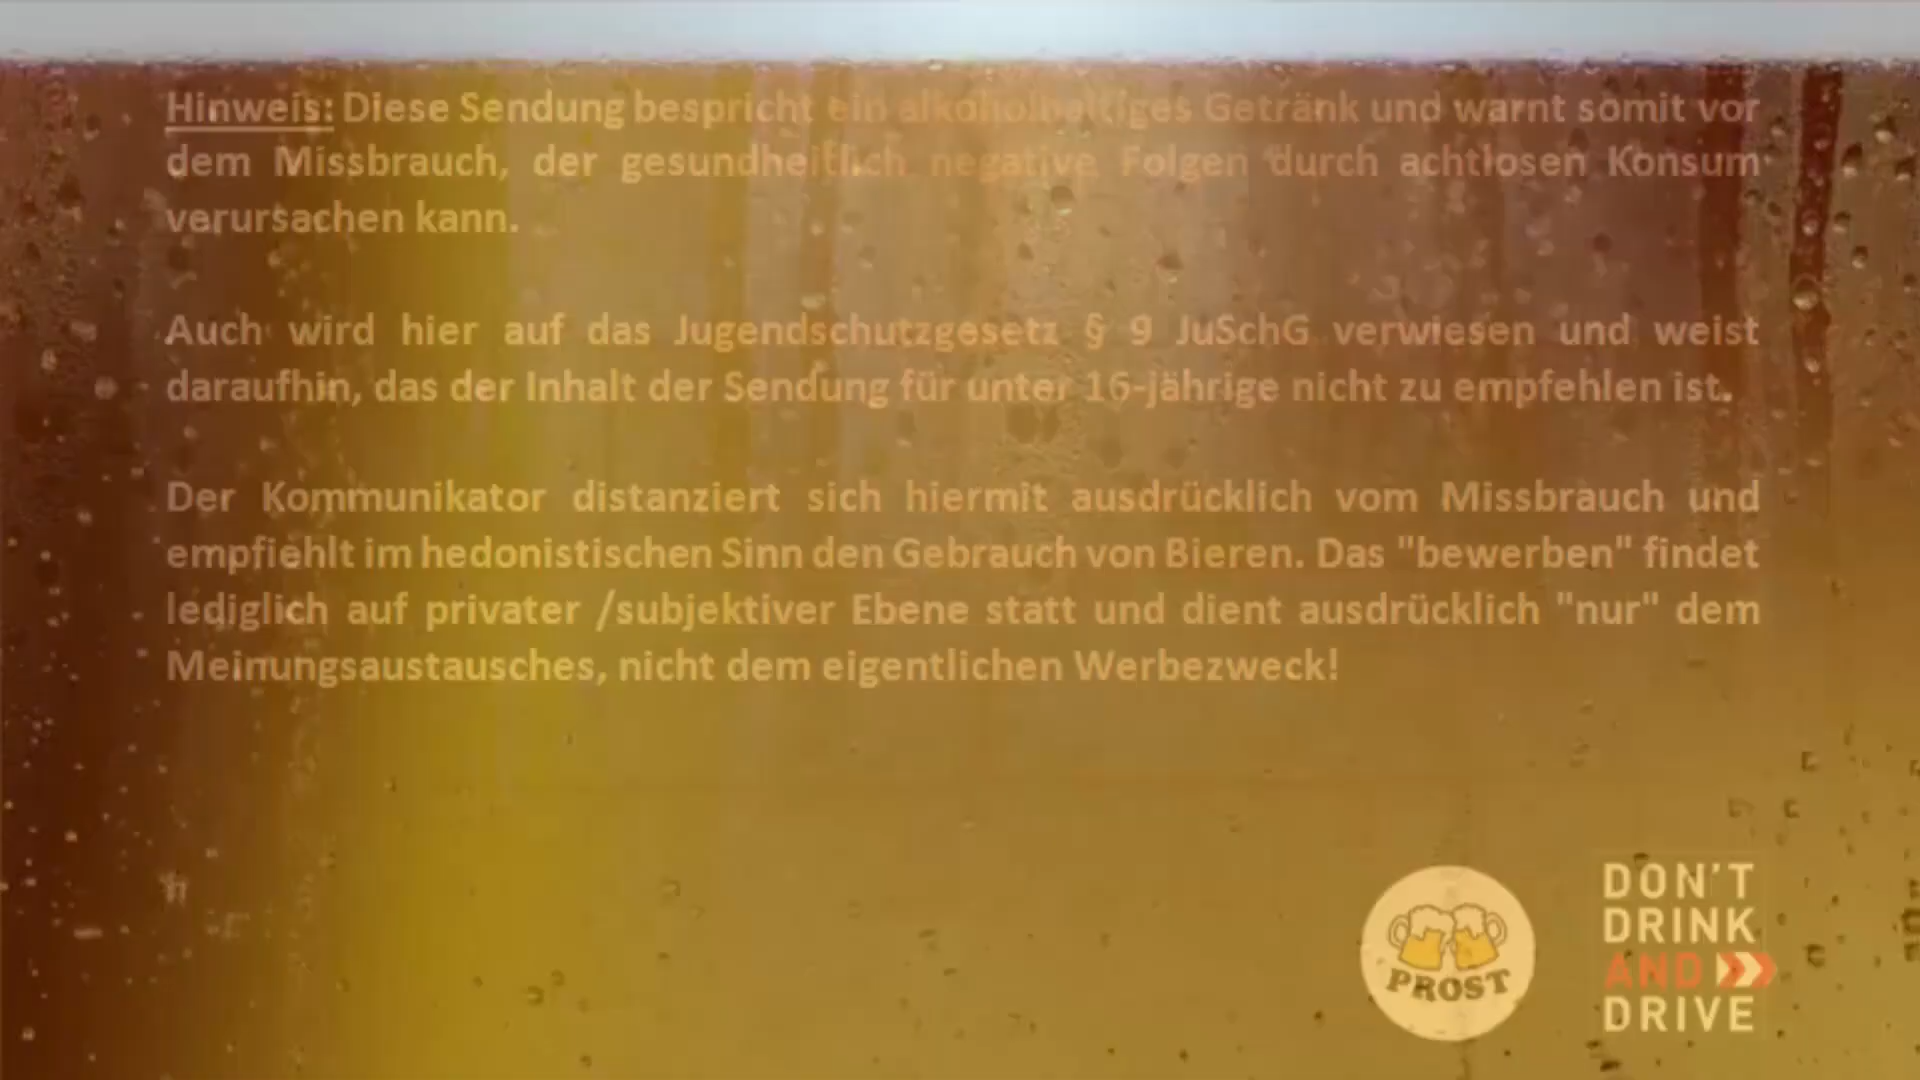 Hinweis: Diese Sendung bespricht ein alkoholhaltiges Getränk und warnt somit vor
dem Missbrauch, der gesundheitlich negative Folgen durch achtlosen Konsum
verursachen kann.
Auch wird hier auf das Jugendschutzgesetz § 9 JuSchG verwiesen und weist
daraufhin, das der Inhalt der Sendung für unter 16-jährige nicht zu empfehlen ist.
Der Kommunikator distanziert sich hiermit ausdrücklich vom Missbrauch und
empfiehlt im hedonistischen Sinn den Gebrauch von Bieren. Das "bewerben" findet
lediglich auf privater /subjektiver Ebene statt und dient ausdrücklich "nur" dem
Meinungsaustausches, nicht dem eigentlichen Werbezweck!
PROST
DON'T
DRINK
AND
DRIVE